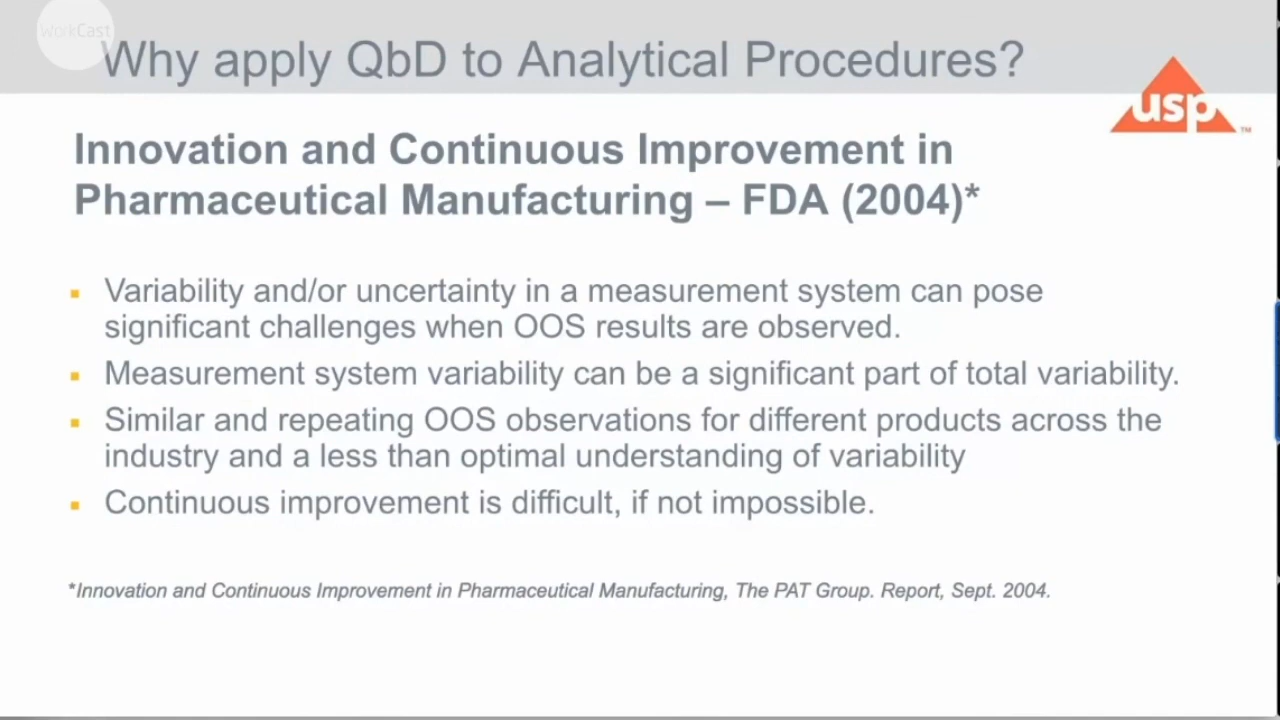 WorkCast
Why apply QbD to Analytical Procedures?
usp™
Innovation and Continuous Improvement in
Pharmaceutical Manufacturing – FDA (2004)*
▪ Variability and/or uncertainty in a measurement system can pose
significant challenges when OOS results are observed.
▪ Measurement system variability can be a significant part of total variability.
▪ Similar and repeating OOS observations for different products across the
industry and a less than optimal understanding of variability
▪ Continuous improvement is difficult, if not impossible.
*Innovation and Continuous Improvement in Pharmaceutical Manufacturing, The PAT Group. Report, Sept. 2004.